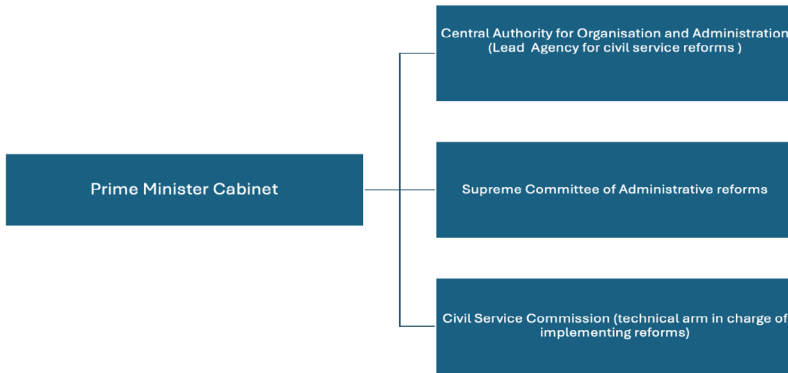 Central Authority for Organisation and Administration
(Lead Agency for civil service reforms )
Prime Minister Cabinet
Supreme Committee of Administrative reforms
Civil Service Commission (technical arm in charge of
implementing reforms)